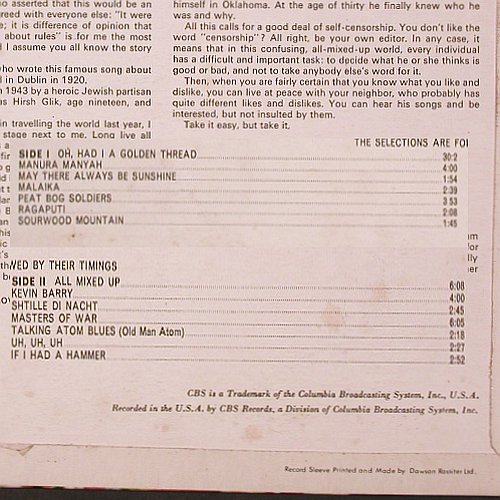 no asserted that this would be an
greed with everyone else: "It were
e; it is difference of opinion that
about rules" is for me the most
I assume you all know the story
who wrote this famous song about
l in Dublin in 1920.
n 1943 by a heroic Jewish partisan
as Hirsh Glik, age nineteen, and
in travelling the world last year, I
stage next to me. Long live all
himself in Oklahoma. At the age of thirty he finally knew who he
was and why.
All this calls for a good deal of self-censorship. You don't like the
word "censorship"? All right, be your own editor. In any case, it
means that in this confusing, all-mixed-up world, every individual
has a difficult and important task: to decide what he or she thinks is
good or bad, and not to take anybody else's word for it.
Then, when you are fairly certain that you know what you like and
dislike, you can live at peace with your neighbor, who probably has
quite different likes and dislikes. You can hear his songs and be
interested, but not insulted by them.
Take it easy, but take it.
THE SELECTIONS ARE FOI
SIDE I OH, HAD I A GOLDEN THREAD 30:2
MANURA MANYAH 4:00
MAY THERE ALWAYS BE SUNSHINE 1:54
MALAIKA 2:39
PEAT BOG SOLDIERS 3 53
RAGAPUTI 2:08
SOURWOOD MOUNTAIN 1:45
WED BY THEIR TIMINGS
SIDE II ALL MIXED UP 6:08
KEVIN BARRY 4:00
SHTILLE DI NACHT 2:45
MASTERS OF WAR 6:05
TALKING ATOM BLUES (Old Man Atom) 2:18
UH, UH, UH 2:27
IF I HAD A HAMMER 2:52
CBS is a Trademark of the Columbia Broadcasting System, Inc., U.S.A.
Recorded in the U.S.A. by CBS Records, a Division of Columbia Broadcasting System, Inc.
Record Sleeve Printed and Made by Dawson Rossiter Ltd.